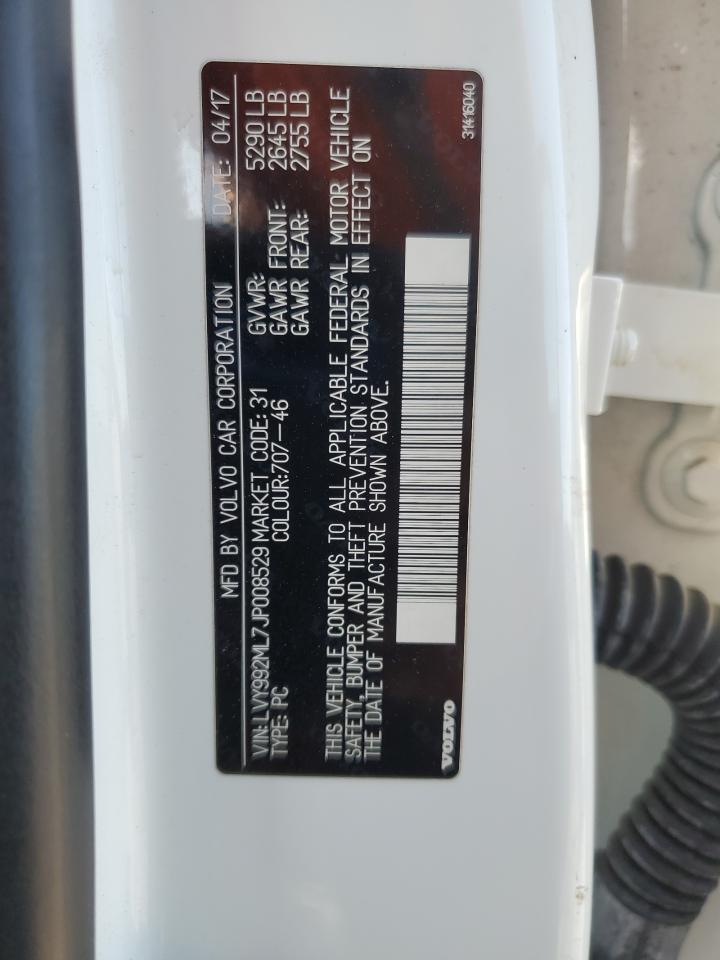 MFD BY VOLVO CAR CORPORATION DATE: 04/17
VIN: LVY992ML7JP008529 MARKET CODE: 31 GVWR: 5290 LB
TYPE: PC COLOUR:707-46 GAWR FRONT: 2645 LB
GAWR REAR: 2755 LB
THIS VEHICLE CONFORMS TO ALL APPLICABLE FEDERAL MOTOR VEHICLE
SAFETY, BUMPER AND THEFT PREVENTION STANDARDS IN EFFECT ON
THE DATE OF MANUFACTURE SHOWN ABOVE.
VOLVO 31416040